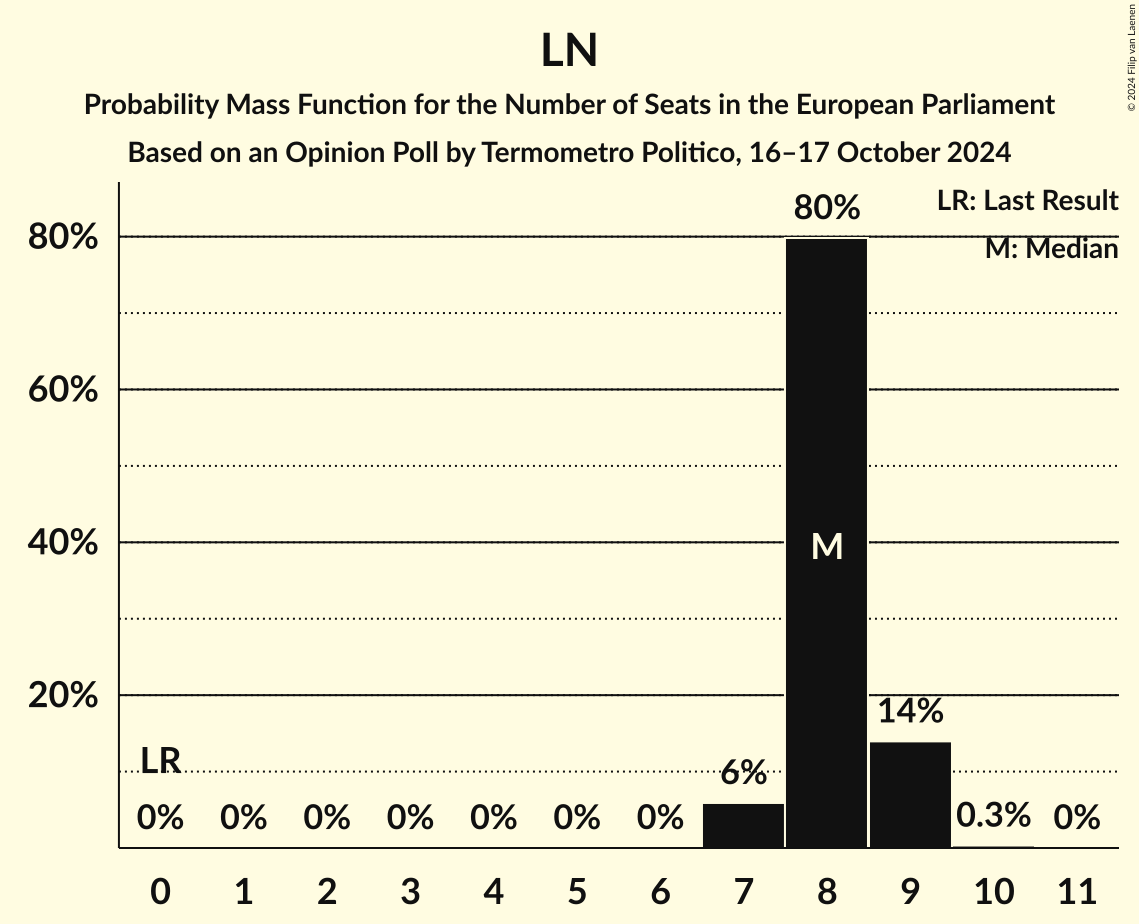 LN
Probability Mass Function for the Number of Seats in the European Parliament
Based on an Opinion Poll by Termometro Politico, 16–17 October 2024
© 2024 Filip van Laenen
LR: Last Result
M: Median
80%
60%
40%
20%
LR
0% 0% 0% 0% 0% 0% 0% 6% 80% 14% 0.3% 0%
M
0 1 2 3 4 5 6 7 8 9 10 11